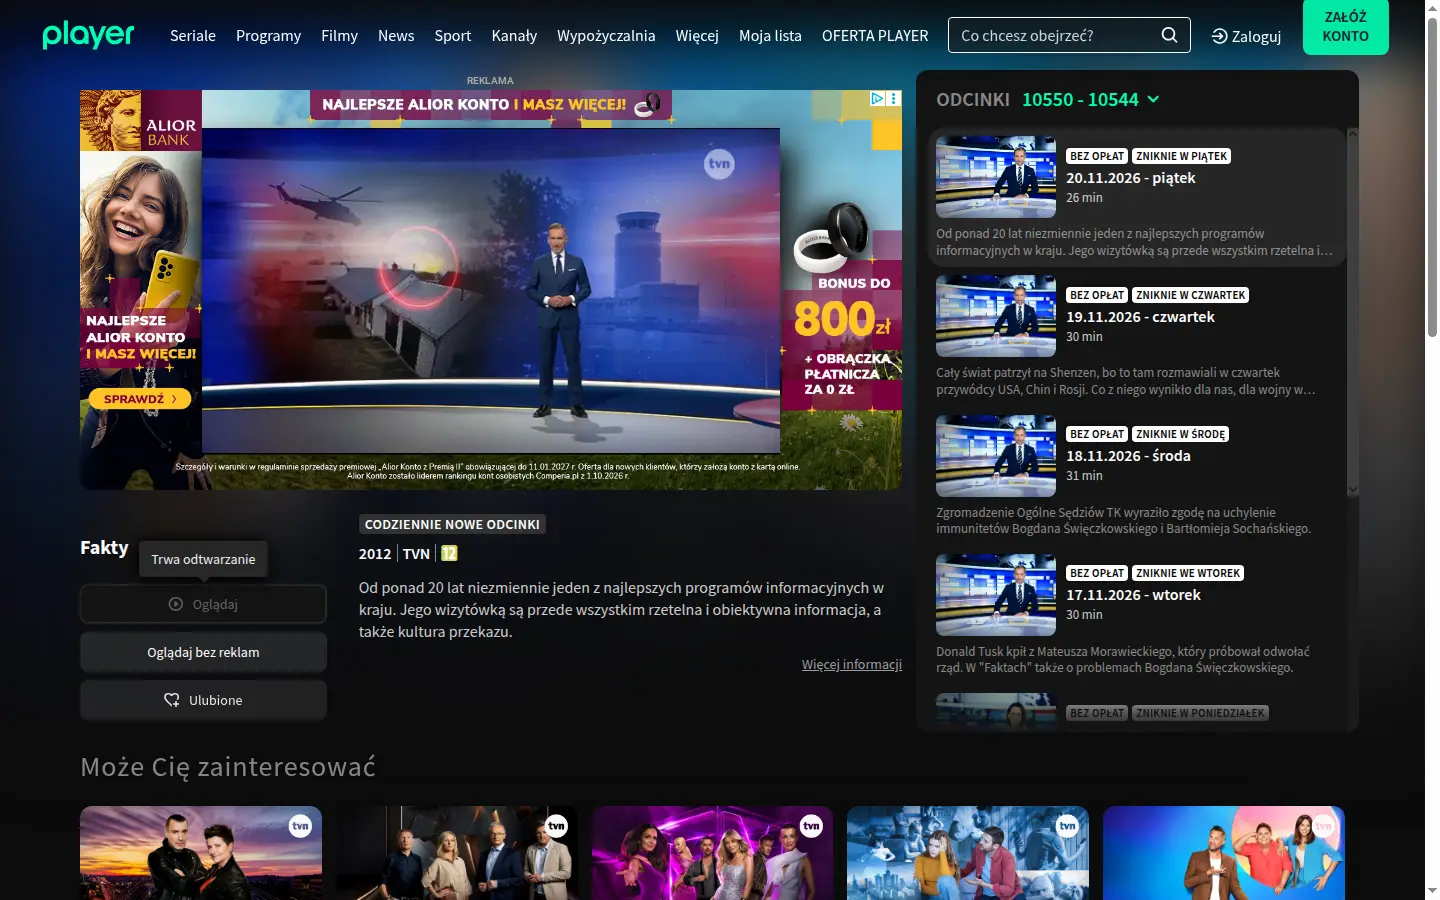 player
Seriale
Programy
Filmy
News
Sport
Kanały
Wypożyczalnia
Więcej
Moja lista
OFERTA PLAYER
Co chcesz obejrzeć?
Zaloguj
ZAŁÓŻ
KONTO
REKLAMA
ALIOR
BANK
NAJLEPSZE ALIOR KONTO I MASZ WIĘCEJ!
tvn
NAJLEPSZE
ALIOR KONTO
I MASZ WIĘCEJ!
SPRAWDŹ
BONUS DO
800zł
+ OBRĄCZKA
PŁATNICZA
ZA 0 ZŁ
Szczegóły i warunki w regulaminie sprzedaży premiowej „Alior Konto z Premią II” obowiązującej do 11.01.2027 r. Oferta dla nowych klientów, którzy założą konto z kartą online.
Alior Konto zostało liderem rankingu kont osobistych Comperia.pl z 1.10.2026 r.
ODCINKI 10550 - 10544
BEZ OPŁAT ZNIKNIE W PIĄTEK
20.11.2026 - piątek
26 min
Od ponad 20 lat niezmiennie jeden z najlepszych programów
informacyjnych w kraju. Jego wizytówką są przede wszystkim rzetelna i…
BEZ OPŁAT ZNIKNIE W CZWARTEK
19.11.2026 - czwartek
30 min
Cały świat patrzył na Shenzen, bo to tam rozmawiali w czwartek
przywódcy USA, Chin i Rosji. Co z niego wynikło dla nas, dla wojny w…
BEZ OPŁAT ZNIKNIE W ŚRODĘ
18.11.2026 - środa
31 min
Zgromadzenie Ogólne Sędziów TK wyraziło zgodę na uchylenie
immunitetów Bogdana Święczkowskiego i Bartłomieja Sochańskiego.
BEZ OPŁAT ZNIKNIE WE WTOREK
17.11.2026 - wtorek
30 min
Donald Tusk kpił z Mateusza Morawieckiego, który próbował odwołać
rząd. W "Faktach" także o problemach Bogdana Święczkowskiego.
BEZ OPŁAT ZNIKNIE W PONIEDZIAŁEK
Fakty
Trwa odtwarzanie
Oglądaj
Oglądaj bez reklam
Ulubione
CODZIENNIE NOWE ODCINKI
2012 TVN 12
Od ponad 20 lat niezmiennie jeden z najlepszych programów informacyjnych w
kraju. Jego wizytówką są przede wszystkim rzetelna i obiektywna informacja, a
także kultura przekazu.
Więcej informacji
Może Cię zainteresować
tvn
tvn
tvn
tvn
tvn